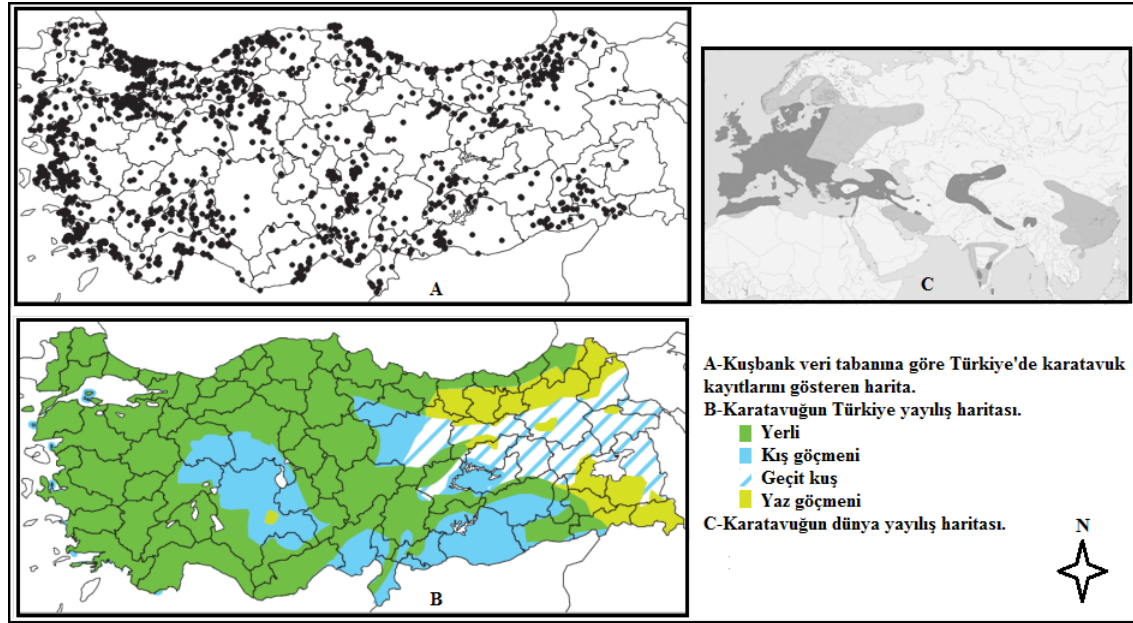 A
C
B
A-Kuşbank veri tabanına göre Türkiye'de karatavuk
kayıtlarını gösteren harita.
B-Karatavuğun Türkiye yayılış haritası.
Yerli
Kış göçmeni
Geçit kuş
Yaz göçmeni
C-Karatavuğun dünya yayılış haritası.
N